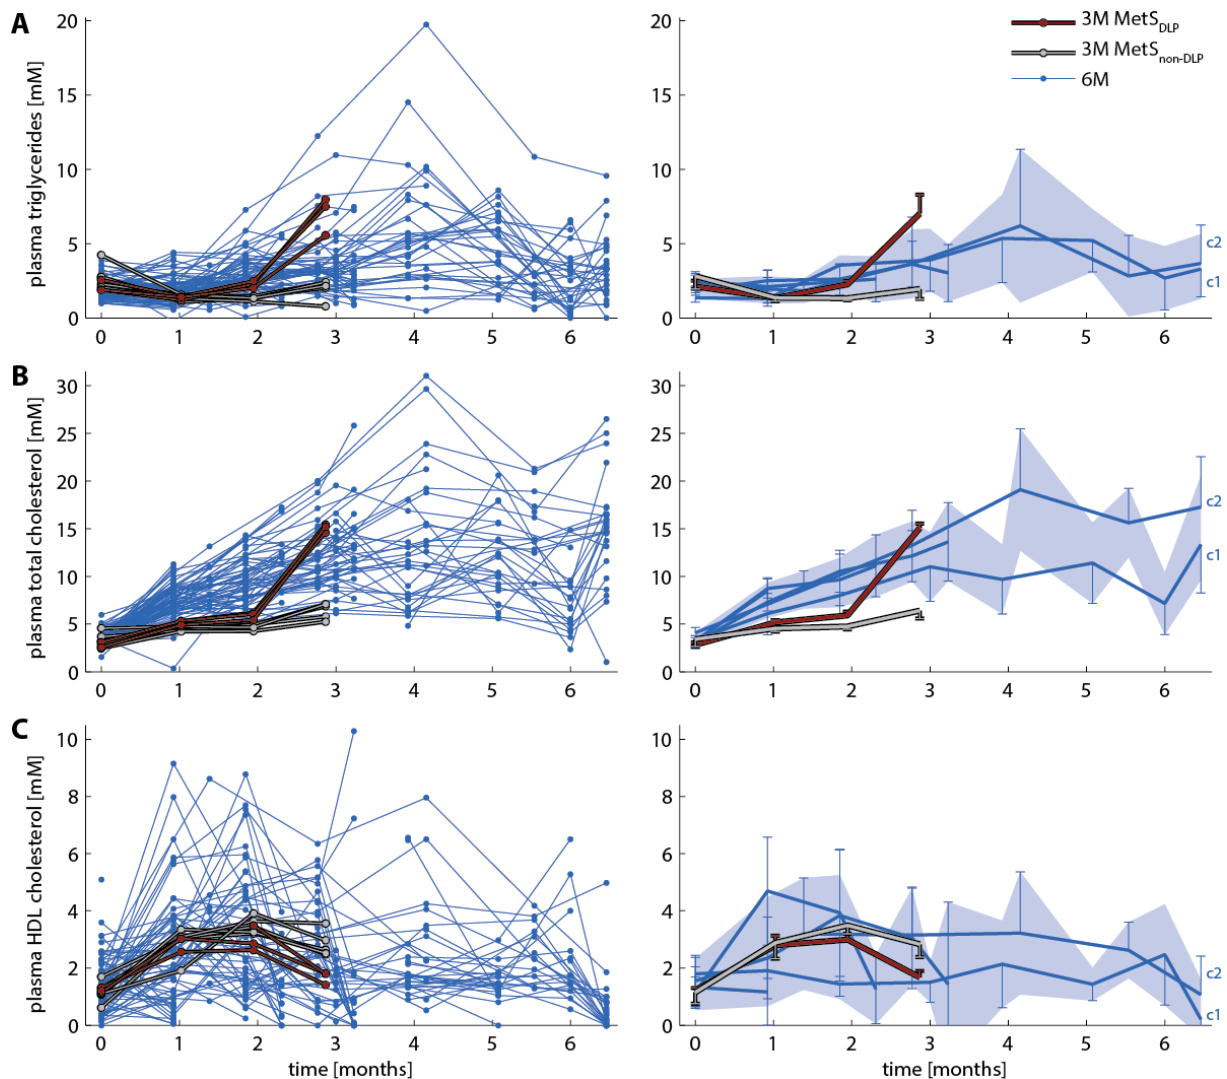 A
plasma triglycerides [mM]
20
15
10
5
0
0 1 2 3 4 5 6
20
15
10
5
0
0 1 2 3 4 5 6
3M MetS_DLP
3M MetS_non-DLP
6M
c2
c1
B
plasma total cholesterol [mM]
30
25
20
15
10
5
0
0 1 2 3 4 5 6
30
25
20
15
10
5
0
0 1 2 3 4 5 6
c2
c1
C
plasma HDL cholesterol [mM]
10
8
6
4
2
0
0 1 2 3 4 5 6
time [months]
10
8
6
4
2
0
0 1 2 3 4 5 6
time [months]
c2
c1